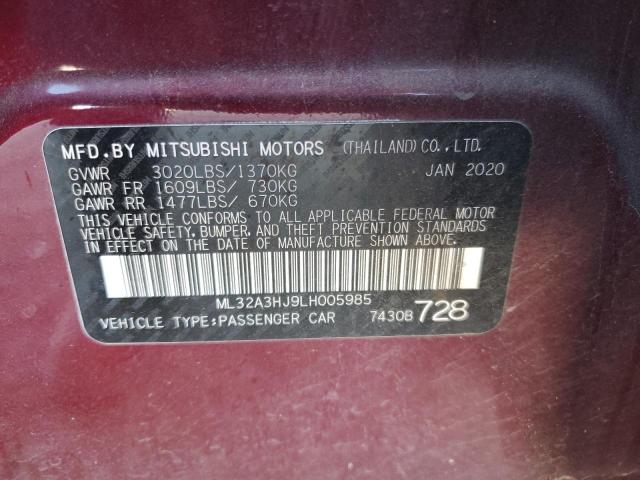 MFD.BY MITSUBISHI MOTORS (THAILAND) CO.,LTD.
GVWR 3020LBS/1370KG JAN 2020
GAWR FR 1609LBS/ 730KG
GAWR RR 1477LBS/ 670KG
THIS VEHICLE CONFORMS TO ALL APPLICABLE FEDERAL MOTOR
VEHICLE SAFETY, BUMPER, AND THEFT PREVENTION STANDARDS
IN EFFECT ON THE DATE OF MANUFACTURE SHOWN ABOVE.
ML32A3HJ9LH005985
VEHICLE TYPE:PASSENGER CAR 7430B 728